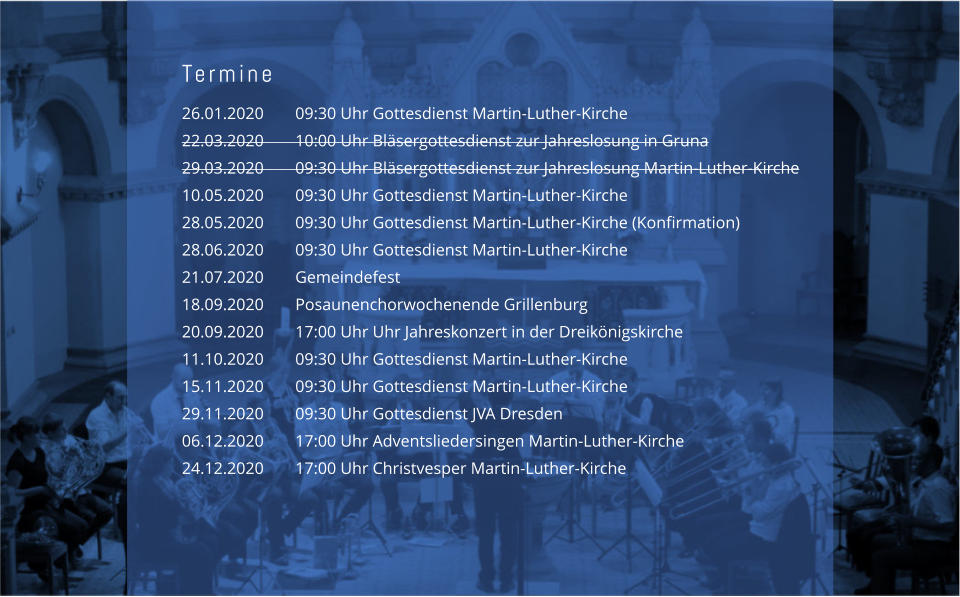 Termine
26.01.2020 09:30 Uhr Gottesdienst Martin-Luther-Kirche
22.03.2020 10:00 Uhr Bläsergottesdienst zur Jahreslosung in Gruna
29.03.2020 09:30 Uhr Bläsergottesdienst zur Jahreslosung Martin-Luther-Kirche
10.05.2020 09:30 Uhr Gottesdienst Martin-Luther-Kirche
28.05.2020 09:30 Uhr Gottesdienst Martin-Luther-Kirche (Konfirmation)
28.06.2020 09:30 Uhr Gottesdienst Martin-Luther-Kirche
21.07.2020 Gemeindefest
18.09.2020 Posaunenchorwochenende Grillenburg
20.09.2020 17:00 Uhr Uhr Jahreskonzert in der Dreikönigskirche
11.10.2020 09:30 Uhr Gottesdienst Martin-Luther-Kirche
15.11.2020 09:30 Uhr Gottesdienst Martin-Luther-Kirche
29.11.2020 09:30 Uhr Gottesdienst JVA Dresden
06.12.2020 17:00 Uhr Adventsliedersingen Martin-Luther-Kirche
24.12.2020 17:00 Uhr Christvesper Martin-Luther-Kirche